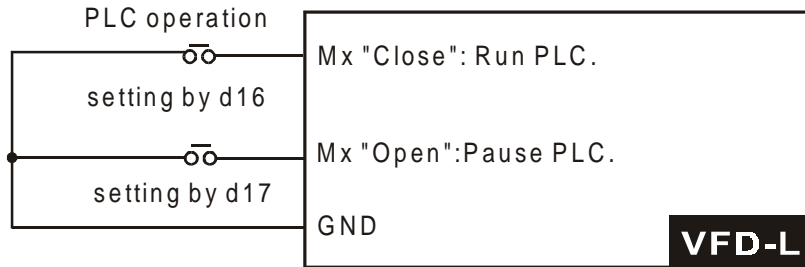 PLC operation
Mx "Close": Run PLC.
setting by d16
Mx "Open":Pause PLC.
setting by d17
GND
VFD-L